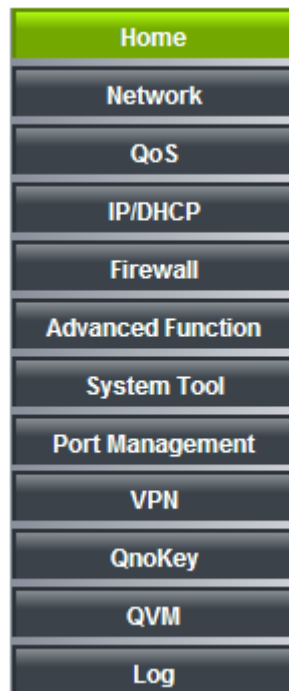 Home
Network
QoS
IP/DHCP
Firewall
Advanced Function
System Tool
Port Management
VPN
QnoKey
QVM
Log